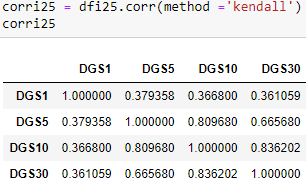 corri25 = dfi25.corr(method ='kendall')
corri25
DGS1 DGS5 DGS10 DGS30
DGS1 1.000000 0.379358 0.366800 0.361059
DGS5 0.379358 1.000000 0.809680 0.665680
DGS10 0.366800 0.809680 1.000000 0.836202
DGS30 0.361059 0.665680 0.836202 1.000000